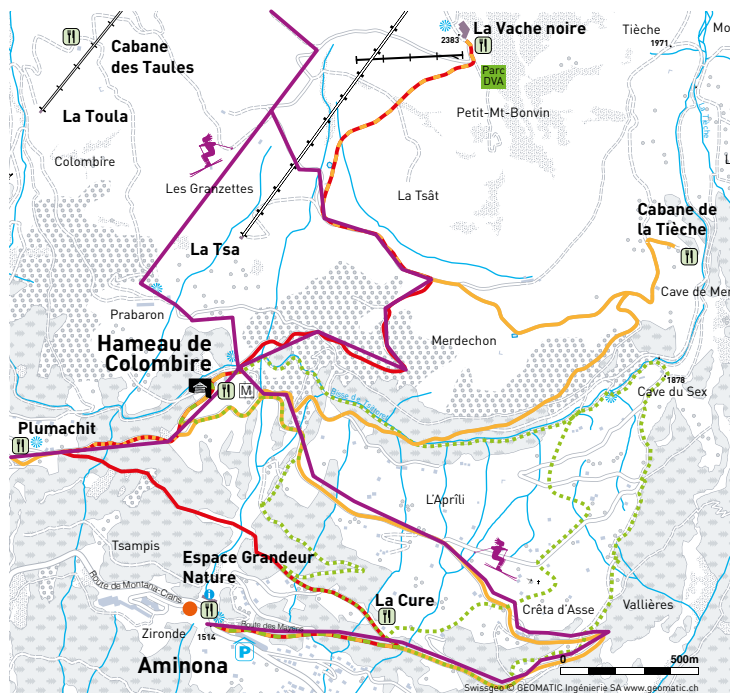 La Vache noire
2383
Tièche
1971
Mo
Cabane
des Taules
Parc
DVA
La Toula
Petit-Mt-Bonvin
Colombire
Les Granzettes
La Tsât
Cabane de
la Tièche
La Tsa
Cave de Mer
Prabaron
Hameau de
Colombire
Merdechon
M
1878
Cave du Sex
Plumachit
L'Aprîli
Tsampis
Espace Grandeur
Nature
Route de Montana-Crans
i
La Cure
Crêta d'Asse
Vallières
Route des Mayens
Zironde
1514
P
Aminona
0
500m
Swissgeo © GEOMATIC Ingénierie SA www.geomatic.ch